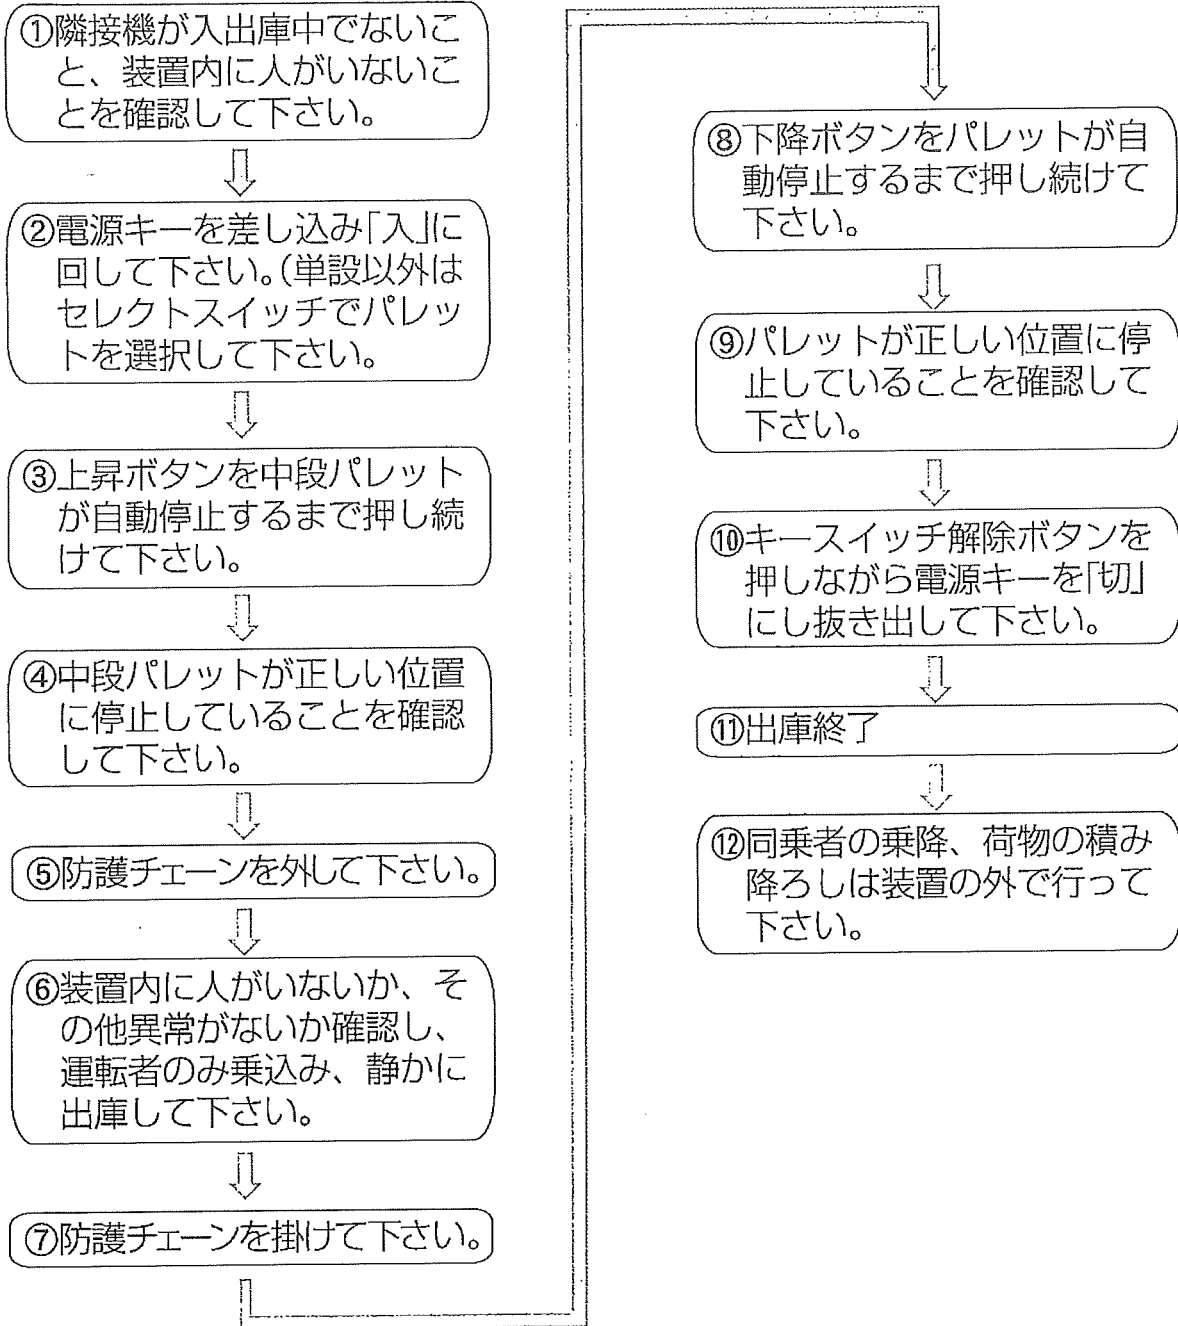 ①隣接機が入出庫中でないこ
と、装置内に人がいないこ
とを確認して下さい。
②電源キーを差し込み「入」に
回して下さい。(単設以外は
セレクトスイッチでパレッ
トを選択して下さい。
③上昇ボタンを中段パレット
が自動停止するまで押し続
けて下さい。
④中段パレットが正しい位置
に停止していることを確認
して下さい。
⑤防護チェーンを外して下さい。
⑥装置内に人がいないか、そ
の他異常がないか確認し、
運転者のみ乗込み、静かに
出庫して下さい。
⑦防護チェーンを掛けて下さい。
⑧下降ボタンをパレットが自
動停止するまで押し続けて
下さい。
⑨パレットが正しい位置に停
止していることを確認して
下さい。
⑩キースイッチ解除ボタンを
押しながら電源キーを「切」
にし抜き出して下さい。
⑪出庫終了
⑫同乗者の乗降、荷物の積み
降ろしは装置の外で行って
下さい。